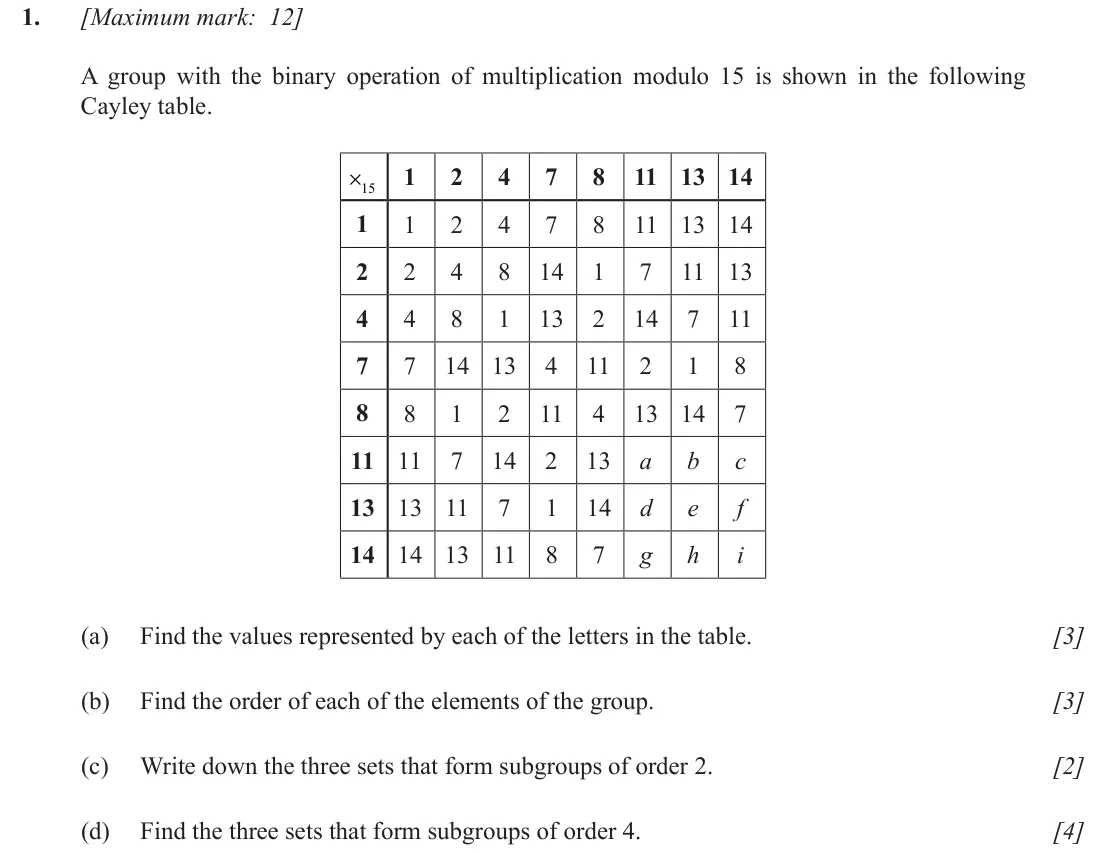 1. [Maximum mark: 12]
A group with the binary operation of multiplication modulo 15 is shown in the following
Cayley table.
×₁₅ 1 2 4 7 8 11 13 14
1 1 2 4 7 8 11 13 14
2 2 4 8 14 1 7 11 13
4 4 8 1 13 2 14 7 11
7 7 14 13 4 11 2 1 8
8 8 1 2 11 4 13 14 7
11 11 7 14 2 13 a b c
13 13 11 7 1 14 d e f
14 14 13 11 8 7 g h i
(a) Find the values represented by each of the letters in the table. [3]
(b) Find the order of each of the elements of the group. [3]
(c) Write down the three sets that form subgroups of order 2. [2]
(d) Find the three sets that form subgroups of order 4. [4]